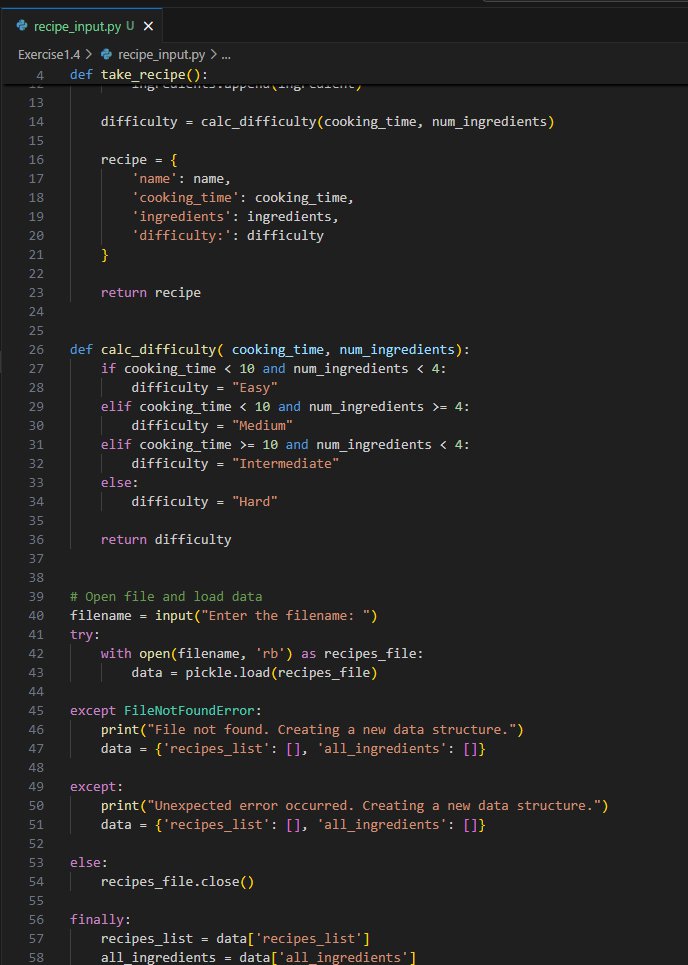 recipe_input.py U ×
Exercise1.4 > recipe_input.py > ...
4 def take_recipe():
12 ingredients.append(ingredient)
13
14 difficulty = calc_difficulty(cooking_time, num_ingredients)
15
16 recipe = {
17 'name': name,
18 'cooking_time': cooking_time,
19 'ingredients': ingredients,
20 'difficulty:': difficulty
21 }
22
23 return recipe
24
25
26 def calc_difficulty( cooking_time, num_ingredients):
27 if cooking_time < 10 and num_ingredients < 4:
28 difficulty = "Easy"
29 elif cooking_time < 10 and num_ingredients >= 4:
30 difficulty = "Medium"
31 elif cooking_time >= 10 and num_ingredients < 4:
32 difficulty = "Intermediate"
33 else:
34 difficulty = "Hard"
35
36 return difficulty
37
38
39 # Open file and load data
40 filename = input("Enter the filename: ")
41 try:
42 with open(filename, 'rb') as recipes_file:
43 data = pickle.load(recipes_file)
44
45 except FileNotFoundError:
46 print("File not found. Creating a new data structure.")
47 data = {'recipes_list': [], 'all_ingredients': []}
48
49 except:
50 print("Unexpected error occurred. Creating a new data structure.")
51 data = {'recipes_list': [], 'all_ingredients': []}
52
53 else:
54 recipes_file.close()
55
56 finally:
57 recipes_list = data['recipes_list']
58 all_ingredients = data['all_ingredients']